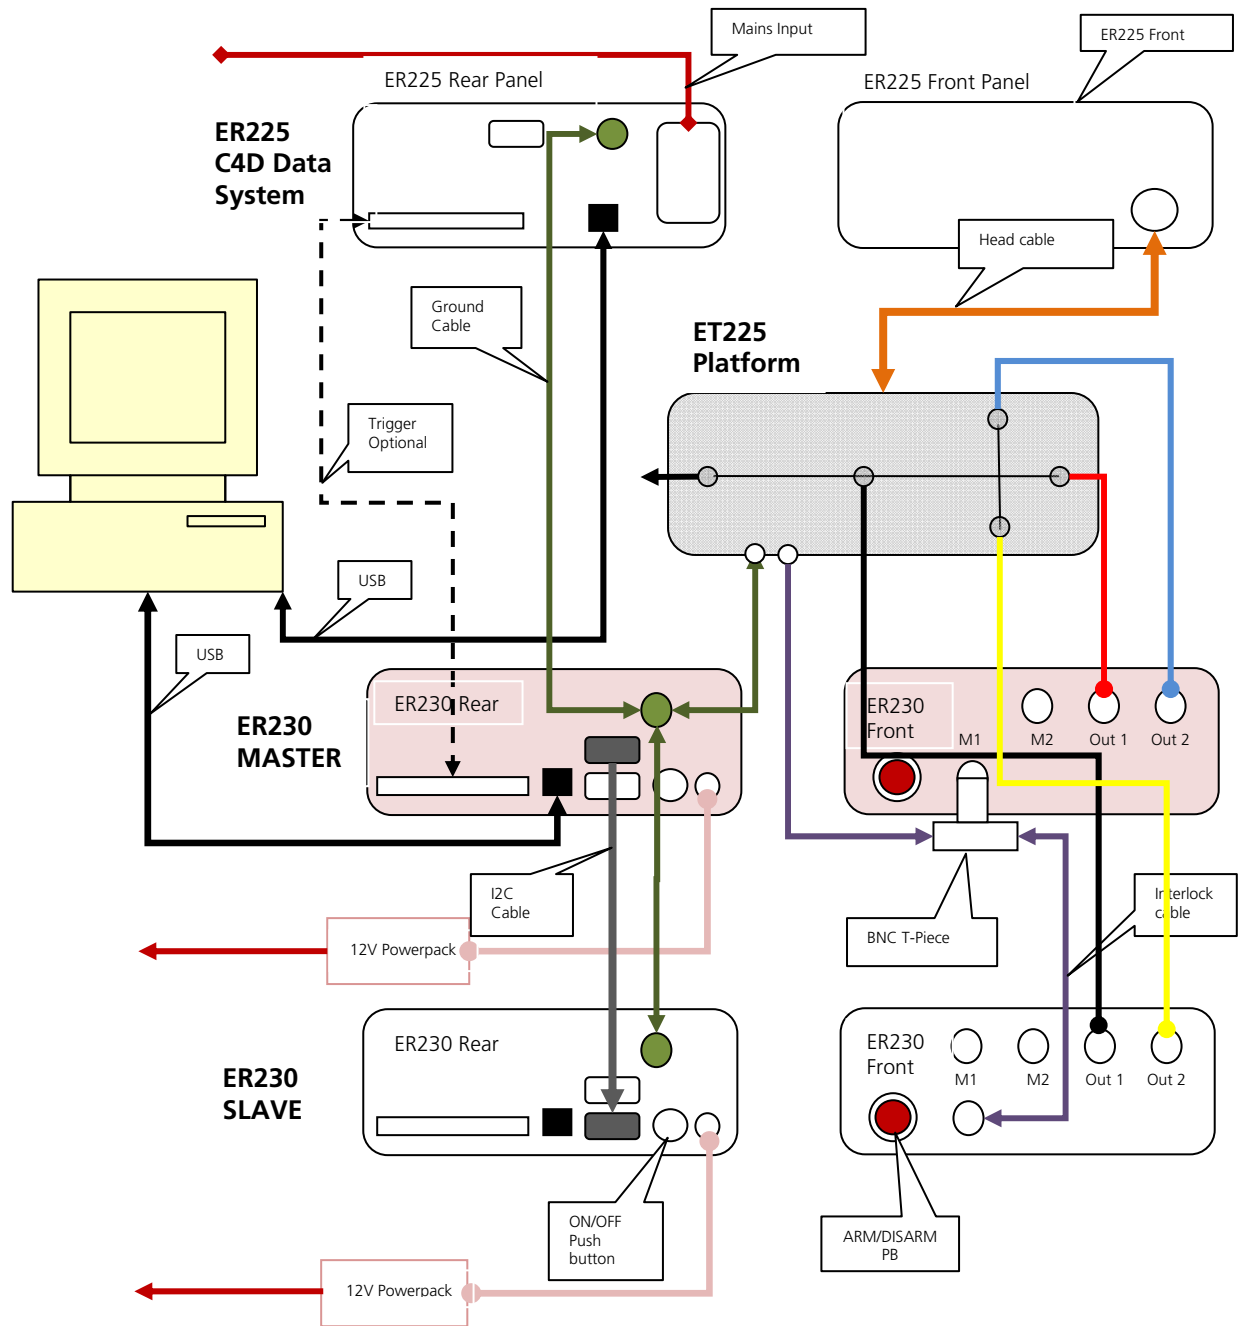 Mains Input
ER225 Front
ER225 Rear Panel
ER225 Front Panel
ER225
C4D Data
System
Head cable
Ground
Cable
ET225
Platform
Trigger
Optional
USB
USB
ER230 Rear
ER230
MASTER
ER230
Front
M1
M2
Out 1
Out 2
I2C
Cable
Interlock
cable
BNC T-Piece
12V Powerpack
ER230 Rear
ER230
SLAVE
ER230
Front
M1
M2
Out 1
Out 2
ON/OFF
Push
button
ARM/DISARM
PB
12V Powerpack